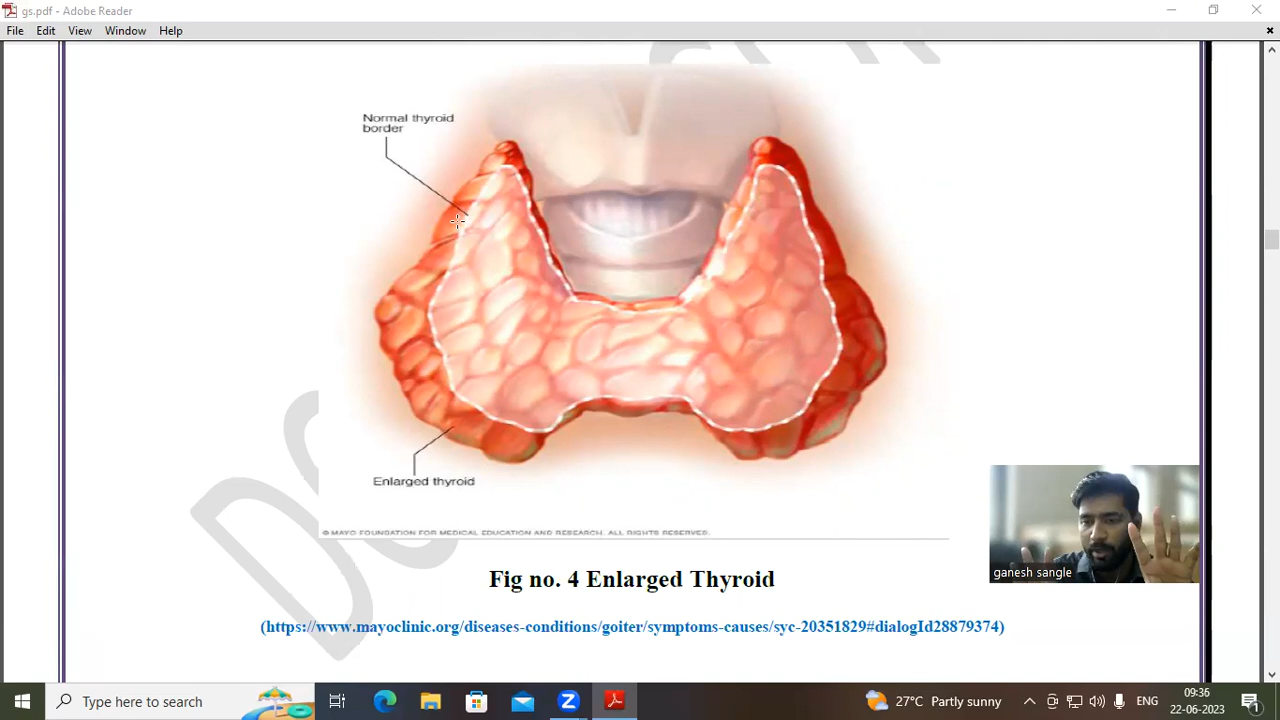 gs.pdf - Adobe Reader
File Edit View Window Help
Normal thyroid
border
Enlarged thyroid
© MAYO FOUNDATION FOR MEDICAL EDUCATION AND RESEARCH. ALL RIGHTS RESERVED.
ganesh sangle
Fig no. 4 Enlarged Thyroid
(https://www.mayoclinic.org/diseases-conditions/goiter/symptoms-causes/syc-20351829#dialogId28879374)
Type here to search
27°C Partly sunny
ENG
09:36
22-06-2023
1